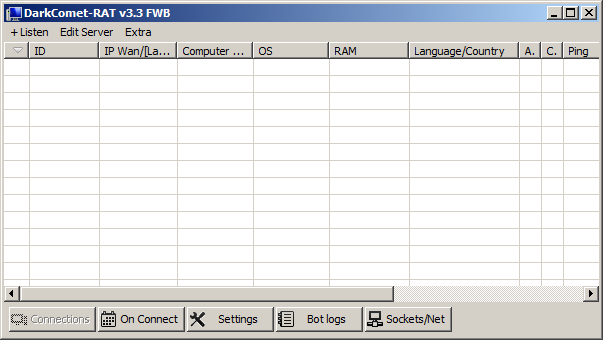 DarkComet-RAT v3.3 FWB
+ Listen Edit Server Extra
ID IP Wan/[La... Computer ... OS RAM Language/Country A. C. Ping
Connections On Connect Settings Bot logs Sockets/Net